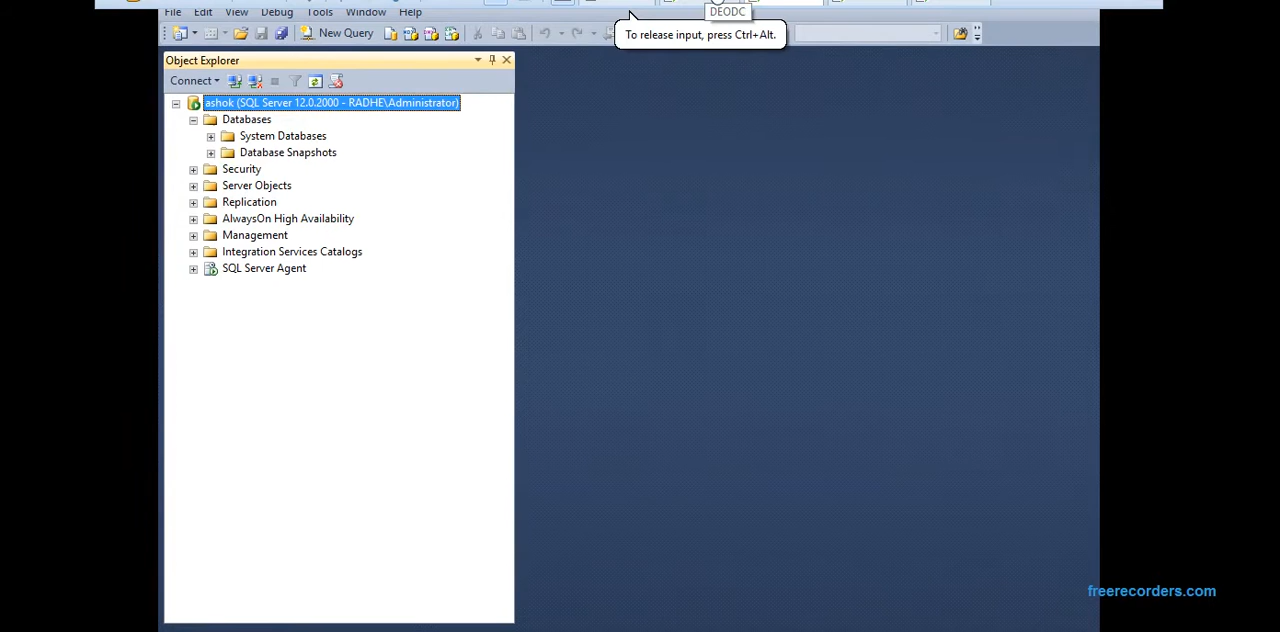 DEODC
File Edit View Debug Tools Window Help
To release input, press Ctrl+Alt.
New Query
Object Explorer
Connect
ashok (SQL Server 12.0.2000 - RADHE\Administrator)
Databases
System Databases
Database Snapshots
Security
Server Objects
Replication
AlwaysOn High Availability
Management
Integration Services Catalogs
SQL Server Agent
freerecorders.com